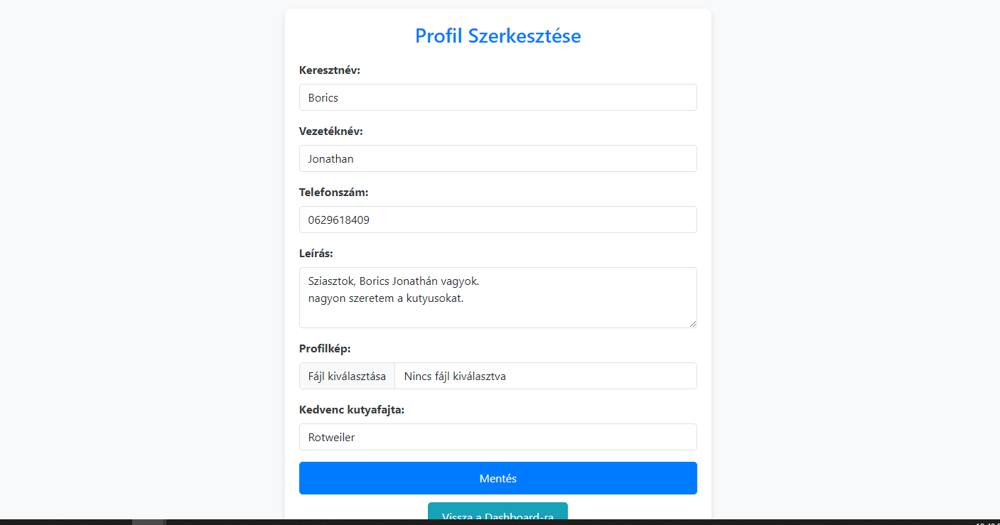 Profil Szerkesztése
Keresztnév:
Borics
Vezetéknév:
Jonathan
Telefonszám:
0629618409
Leírás:
Sziasztok, Borics Jonathán vagyok.
nagyon szeretem a kutyusokat.
Profilkép:
Fájl kiválasztása Nincs fájl kiválasztva
Kedvenc kutyafajta:
Rotweiler
Mentés
Vissza a Dashboard-ra